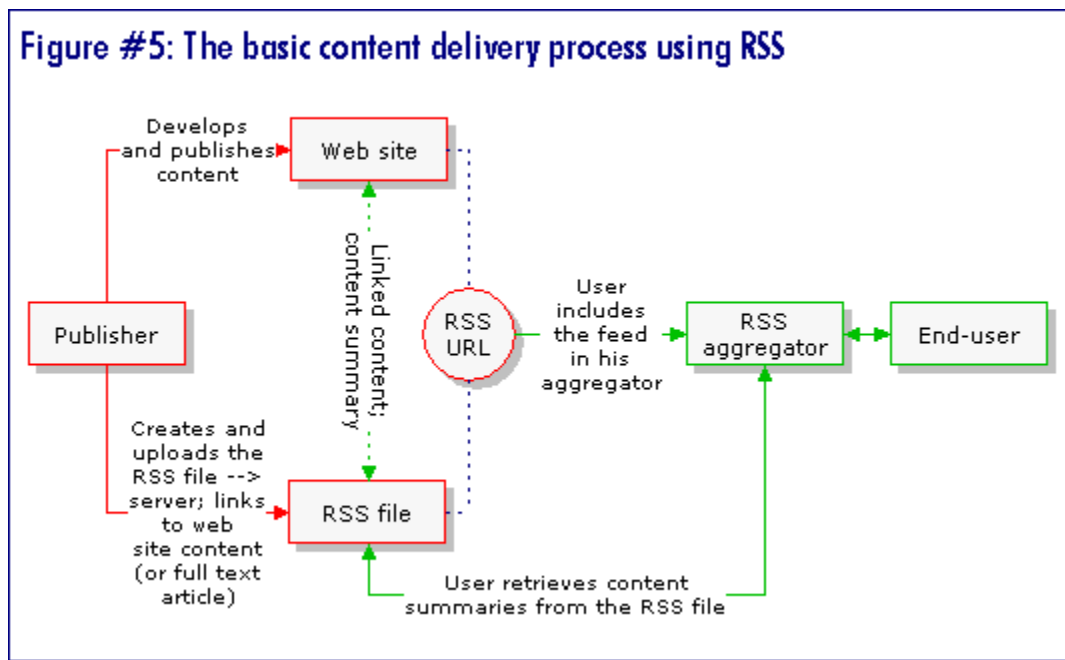 Figure #5: The basic content delivery process using RSS
Develops
and publishes
content
Web site
Linked content;
content summary
Publisher
RSS
URL
User
includes
the feed
in his
aggregator
RSS
aggregator
End-user
Creates and
uploads the
RSS file -->
server; links
to web
site content
(or full text
article)
RSS file
User retrieves content
summaries from the RSS file